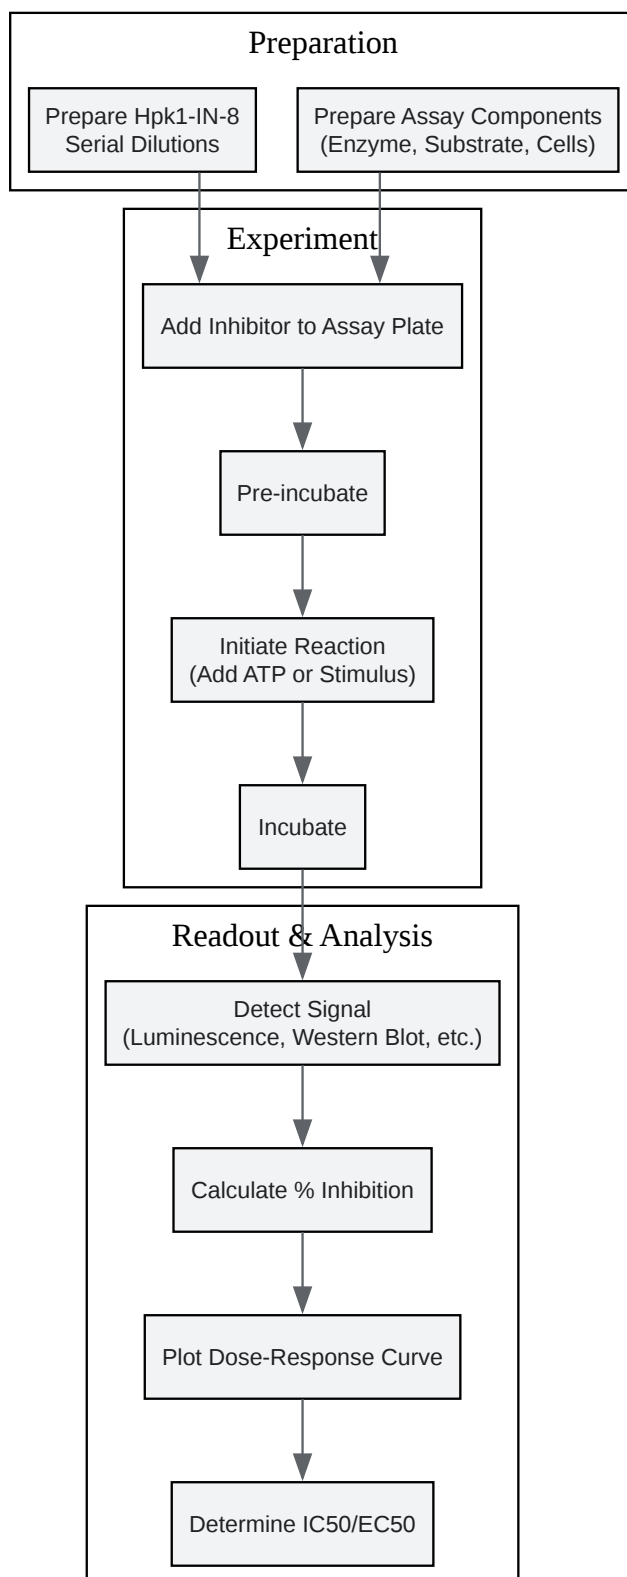 Preparation
Prepare Hpk1-IN-8
Serial Dilutions
Prepare Assay Components
(Enzyme, Substrate, Cells)
Experiment
Add Inhibitor to Assay Plate
Pre-incubate
Initiate Reaction
(Add ATP or Stimulus)
Incubate
Readout & Analysis
Detect Signal
(Luminescence, Western Blot, etc.)
Calculate % Inhibition
Plot Dose-Response Curve
Determine IC50/EC50